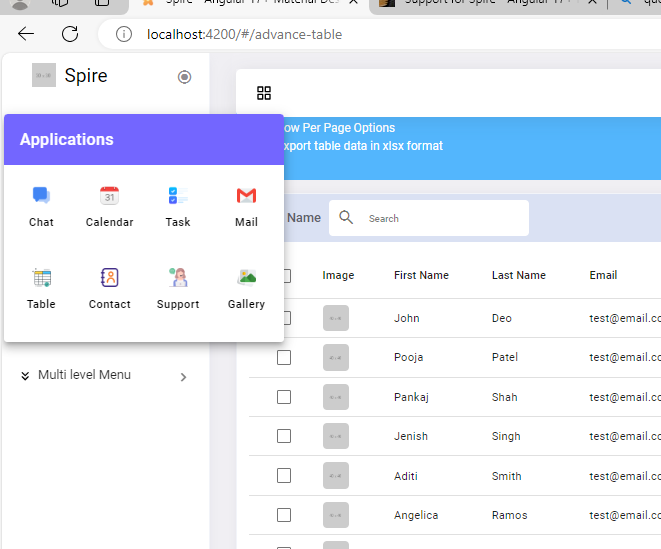 Spire - Angular 17+ Material Des
Support for Spire - Angular 17+
localhost:4200/#/advance-table
Spire
Applications
Chat Calendar Task Mail
Table Contact Support Gallery
Multi level Menu
Per Page Options
table data in xlsx format
Name Search
Image First Name Last Name Email
John Deo test@email.co
Pooja Patel test@email.co
Pankaj Shah test@email.co
Jenish Singh test@email.co
Aditi Smith test@email.co
Angelica Ramos test@email.co